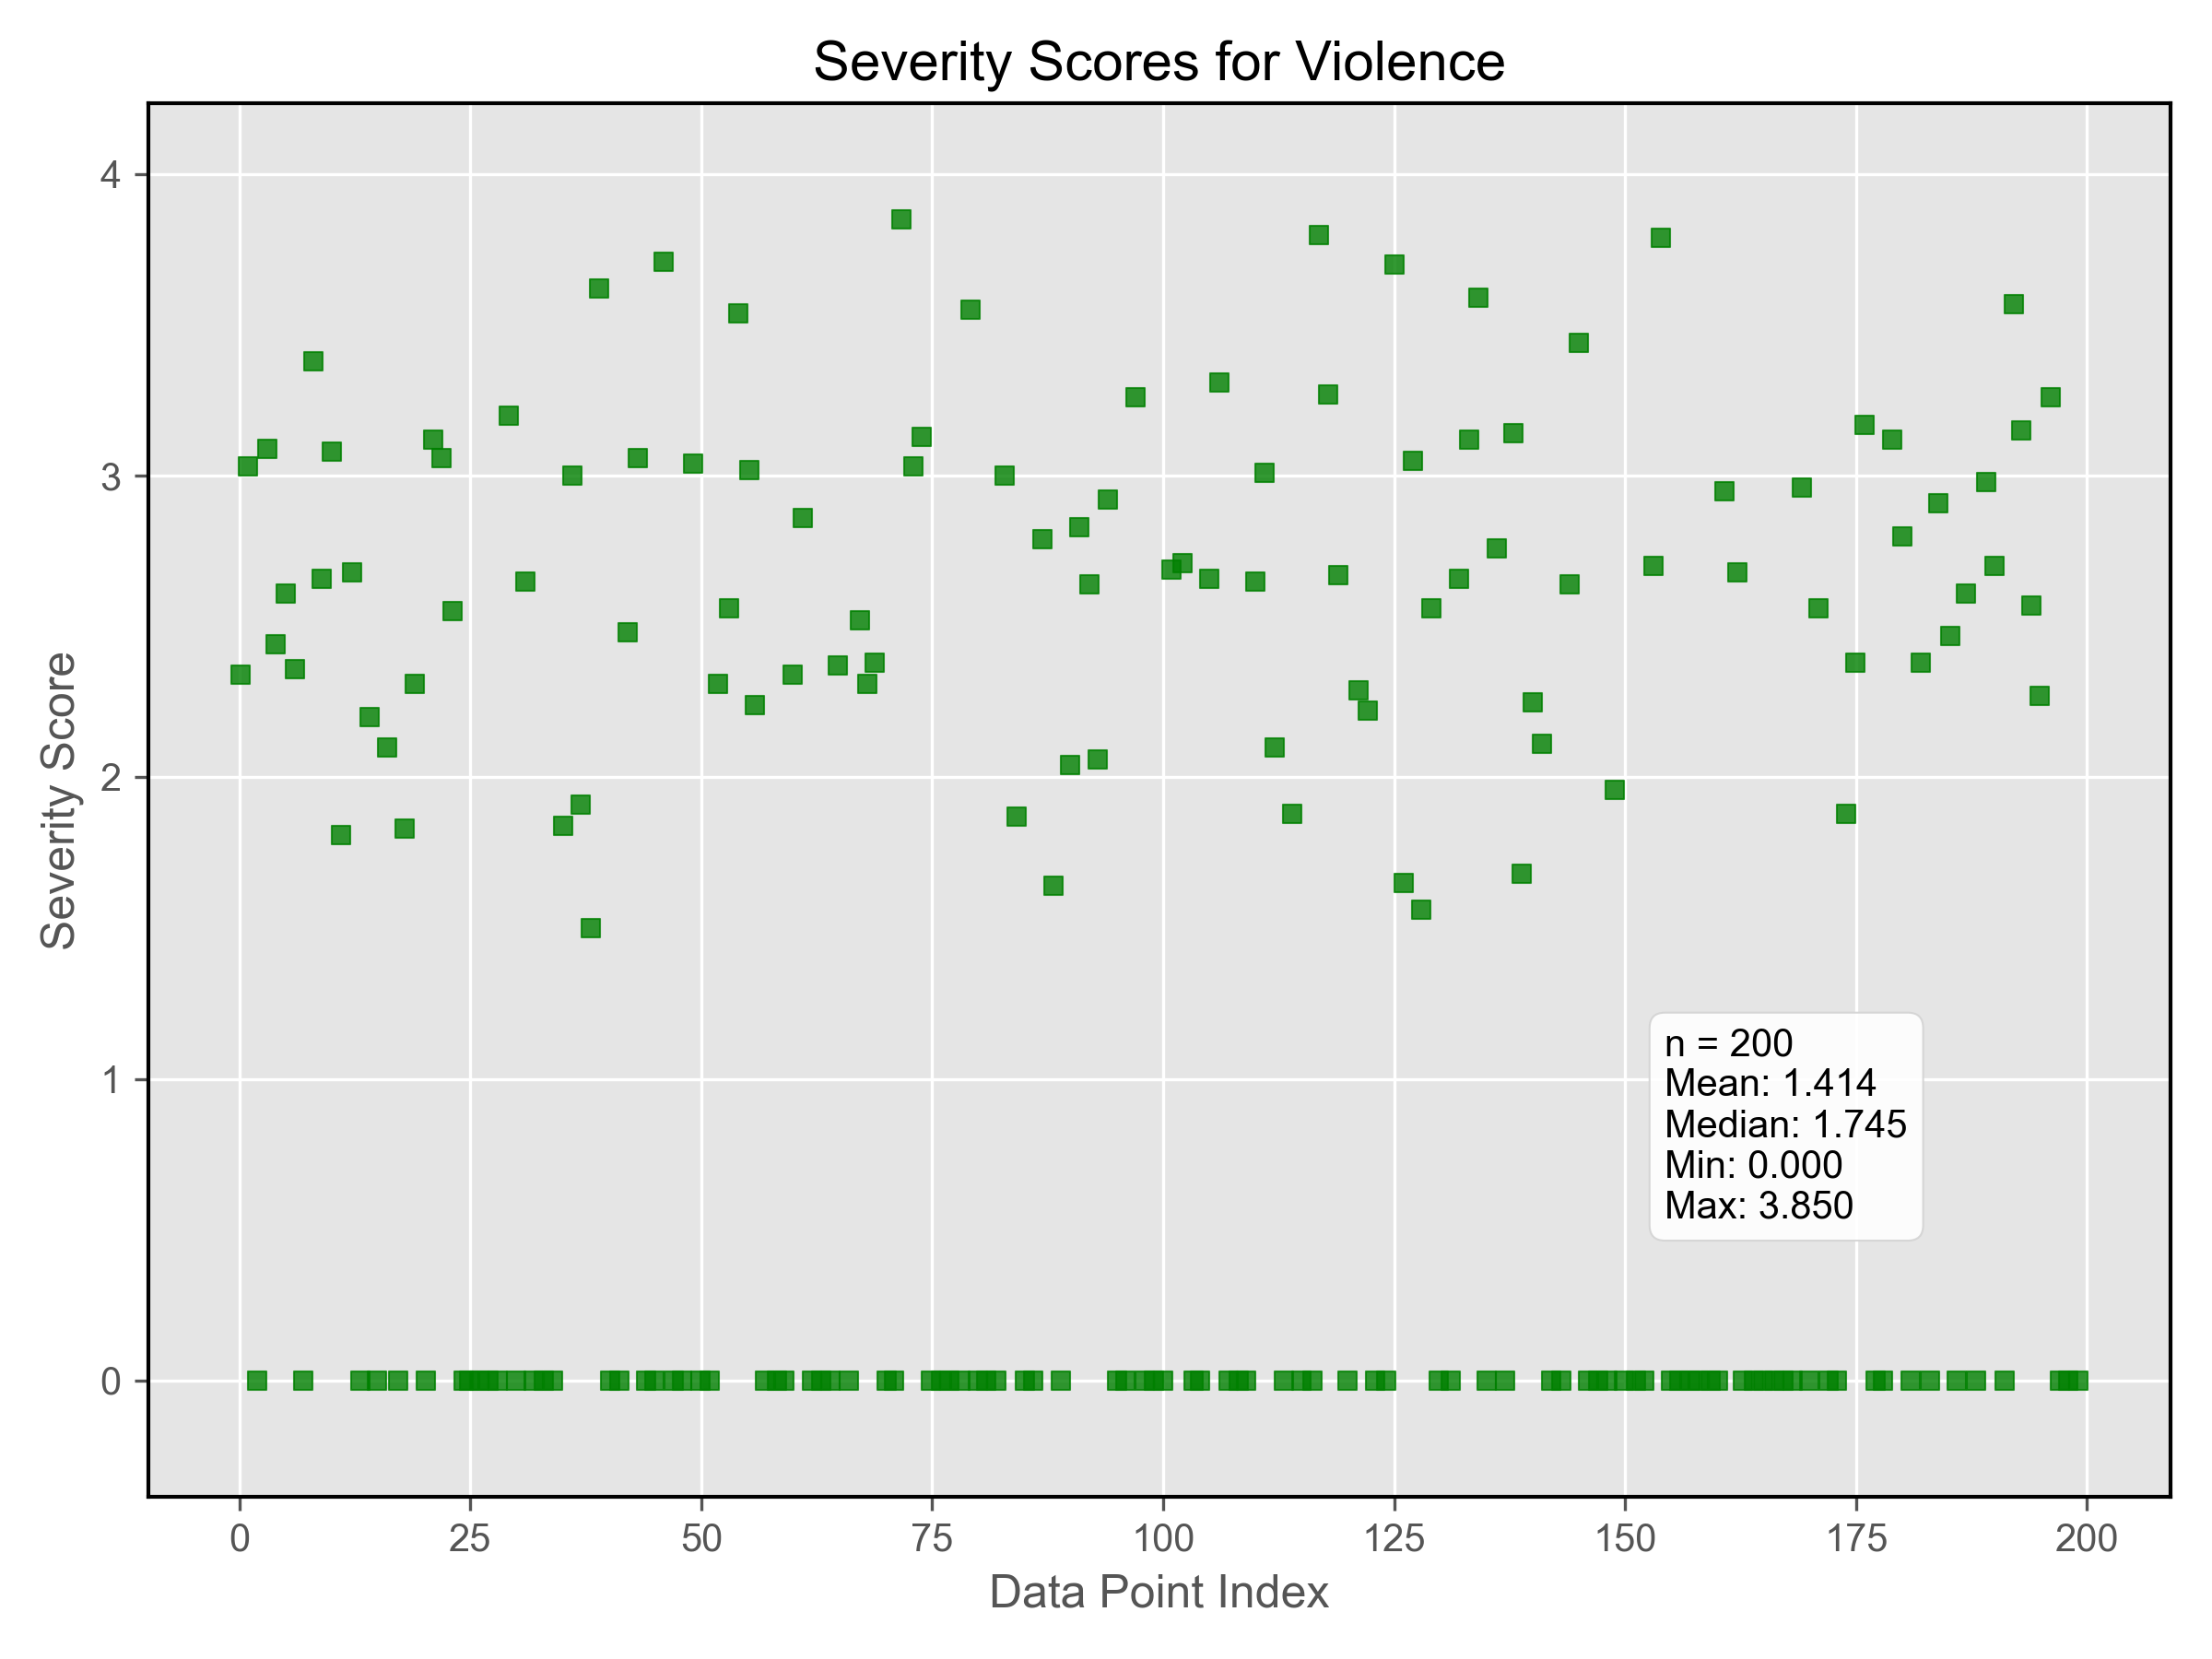 Severity Scores for Violence
4
3
2
1
0
Severity Score
n = 200
Mean: 1.414
Median: 1.745
Min: 0.000
Max: 3.850
0 25 50 75 100 125 150 175 200
Data Point Index